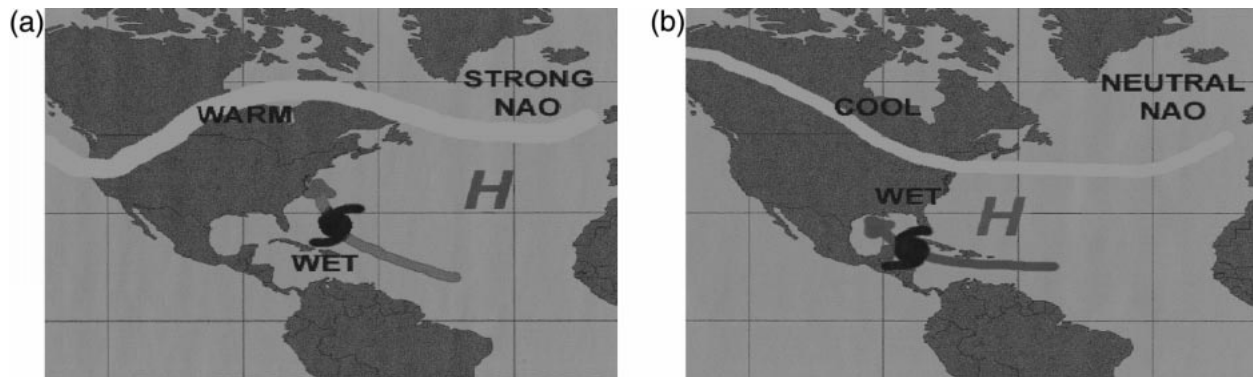 (a)
STRONG
NAO
WARM
H
WET
(b)
NEUTRAL
NAO
COOL
WET
H